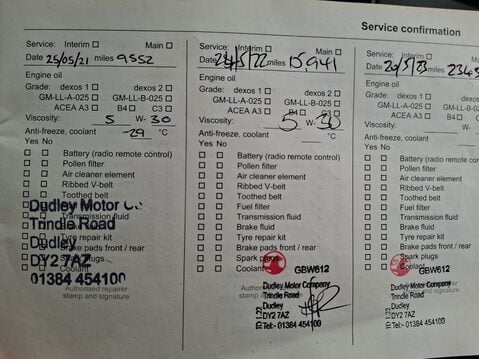 Service confirmation
Service: Interim Main
Date 25/05/21 miles 9552
Engine oil
Grade: dexos 1 dexos 2
GM-LL-A-025 GM-LL-B-025
ACEA A3 B4 C3
Viscosity: 5 W- 30
Anti-freeze, coolant -29 °C
Yes No
Battery (radio remote control)
Pollen filter
Air cleaner element
Ribbed V-belt
Toothed belt
Transmission fluid
Brake fluid
Tyre repair kit
Brake pads front / rear
Spark plugs
Coolant
Dudley Motor Co
Trindle Road
Dudley
DY2 7AZ
01384 454100
Authorised repairer
stamp and signature
Service: Interim Main
Date /5/22 miles 15,941
Engine oil
Grade: dexos 1 dexos 2
GM-LL-A-025 GM-LL-B-025
ACEA A3 B4 C3
Viscosity: 5 W- 30
Anti-freeze, coolant °C
Yes No
Battery (radio remote control)
Pollen filter
Air cleaner element
Ribbed V-belt
Toothed belt
Fuel filter
Transmission fluid
Brake fluid
Tyre repair kit
Brake pads front / rear
Spark plugs
Coolant
GBW612
Dudley Motor Company
Trindle Road
Dudley
DY2 7AZ
Tel:- 01384 454100
Service: Interim
Date 20/5/23 miles 2345
Engine oil
Grade: dexos 1
GM-LL-A-025
ACEA A3
Viscosity:
Anti-freeze, coolant
Yes No
Battery (radio remote
Pollen filter
Air cleaner element
Ribbed V-belt
Toothed belt
Fuel filter
Transmission fluid
Brake fluid
Tyre repair kit
Brake pads front /
Spark plugs
Coolant
GBW612
Dudley Motor Company
Trindle Road
Dudley
DY2 7AZ
Tel:- 01384 454100